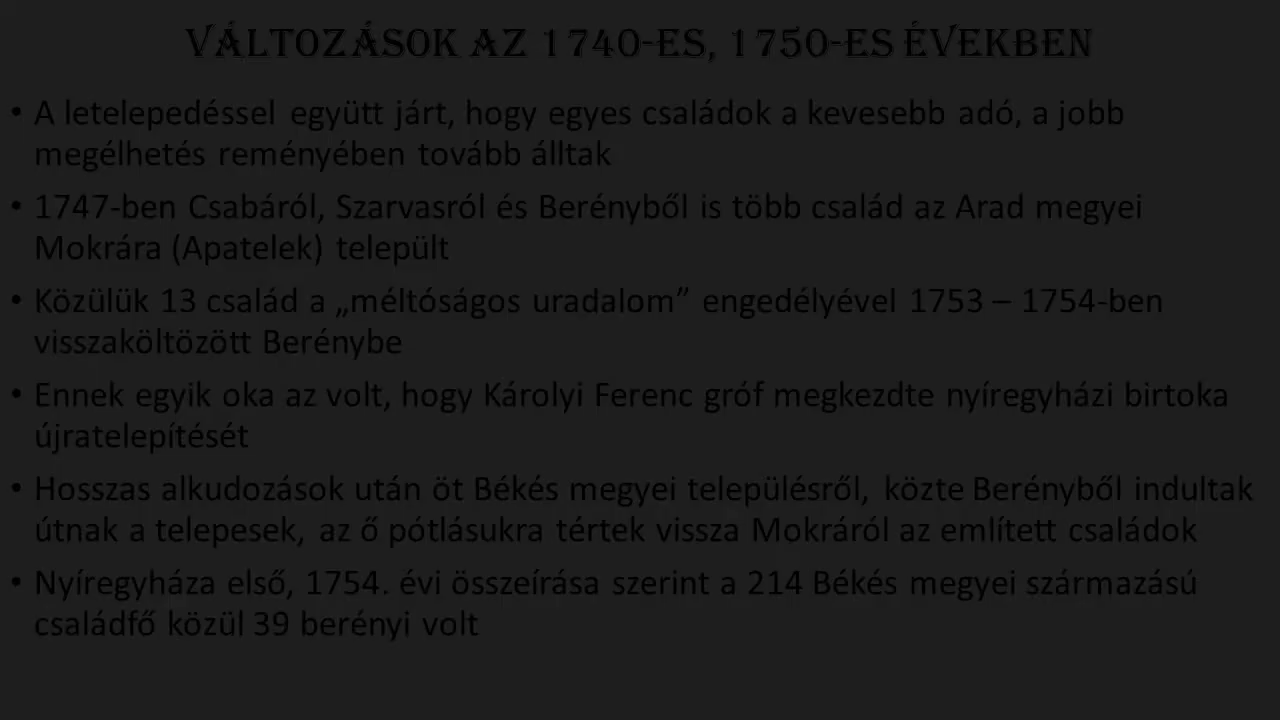 VÁLTOZÁSOK AZ 1740-ES, 1750-ES ÉVEKBEN
• A letelepedéssel együtt járt, hogy egyes családok a kevesebb adó, a jobb
megélhetés reményében tovább álltak
• 1747-ben Csabáról, Szarvasról és Berényből is több család az Arad megyei
Mokrára (Apatelek) települt
• Közülük 13 család a „méltóságos uradalom” engedélyével 1753 – 1754-ben
visszaköltözött Berénybe
• Ennek egyik oka az volt, hogy Károlyi Ferenc gróf megkezdte nyíregyházi birtoka
újratelepítését
• Hosszas alkudozások után öt Békés megyei településről, közte Berényből indultak
útnak a telepesek, az ő pótlásukra tértek vissza Mokráról az említett családok
• Nyíregyháza első, 1754. évi összeírása szerint a 214 Békés megyei származású
családfő közül 39 berényi volt